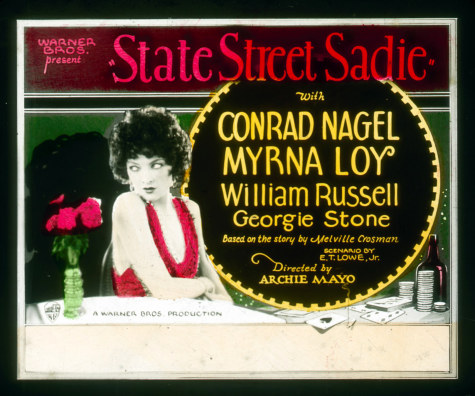 WARNER
BROS.
present
"State Street Sadie"
with
CONRAD NAGEL
MYRNA LOY
William Russell
Georgie Stone
Based on the story by Melville Crosman
SCENARIO BY
E.T. LOWE, Jr.
Directed by
ARCHIE MAYO
A WARNER BROS. PRODUCTION